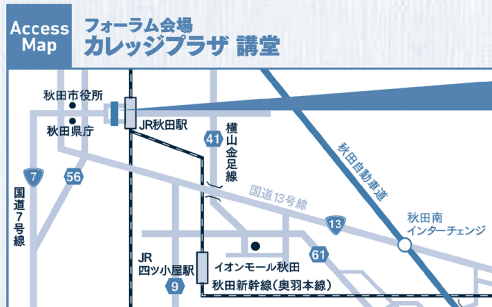 Access
Map
フォーラム会場
カレッジプラザ 講堂
秋田市役所
秋田県庁
JR秋田駅
41
横山金足線
秋田自動車道
7
56
国道7号線
国道13号線
13
秋田南
インターチェンジ
JR
四ツ小屋駅
9
イオンモール秋田
61
秋田新幹線(奥羽本線)